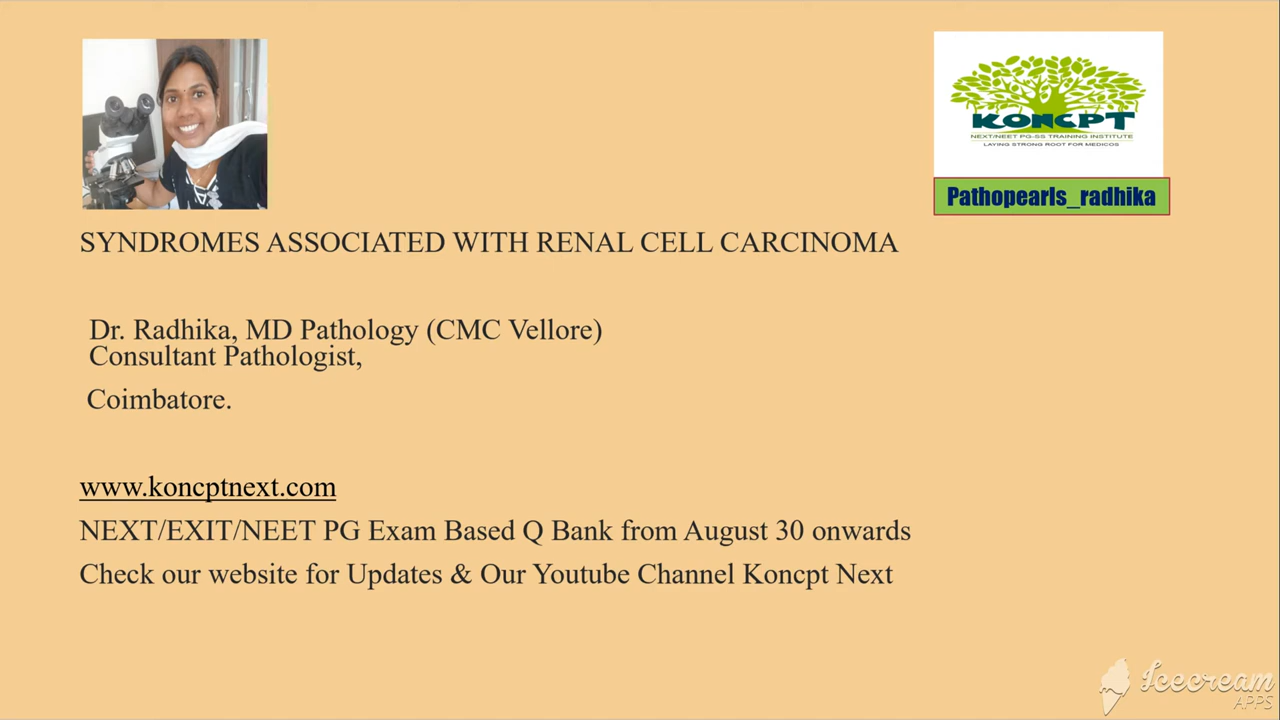 KONCPT
NEXT/NEET PG-SS TRAINING INSTITUTE
LAYING STRONG ROOT FOR MEDICOS
Pathopearls_radhika
SYNDROMES ASSOCIATED WITH RENAL CELL CARCINOMA
Dr. Radhika, MD Pathology (CMC Vellore)
Consultant Pathologist,
Coimbatore.
www.koncptnext.com
NEXT/EXIT/NEET PG Exam Based Q Bank from August 30 onwards
Check our website for Updates & Our Youtube Channel Koncpt Next
Icecream
APPS